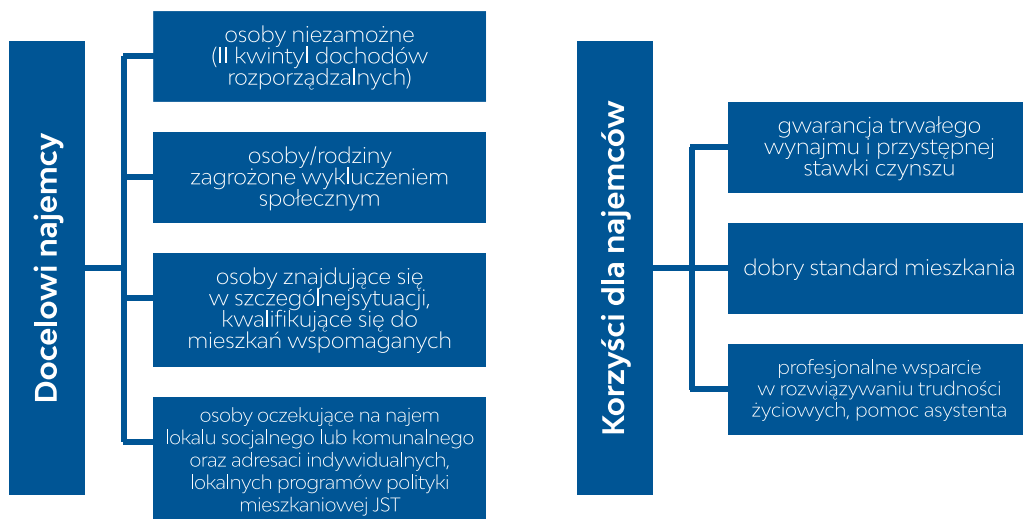 Docelowi najemcy
osoby niezamożne
(II kwintyl dochodów
rozporządzalnych)
osoby/rodziny
zagrożone wykluczeniem
społecznym
osoby znajdujące się
w szczególnejsytuacji,
kwalifikujące się do
mieszkań wspomaganych
osoby oczekujące na najem
lokalu socjalnego lub komunalnego
oraz adresaci indywidualnych,
lokalnych programów polityki
mieszkaniowej JST
Korzyści dla najemców
gwarancja trwałego
wynajmu i przystępnej
stawki czynszu
dobry standard mieszkania
profesjonalne wsparcie
w rozwiązywaniu trudności
życiowych, pomoc asystenta